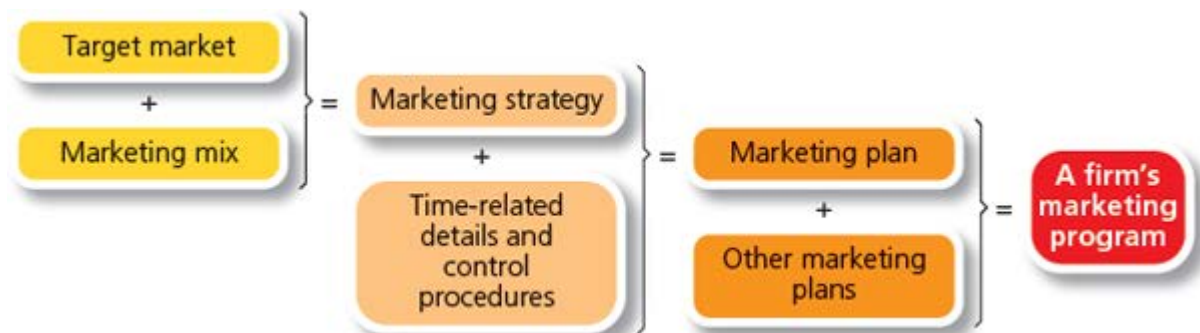 Target market
+
Marketing mix
=
Marketing strategy
+
Time-related
details and
control
procedures
=
Marketing plan
+
Other marketing
plans
=
A firm's
marketing
program